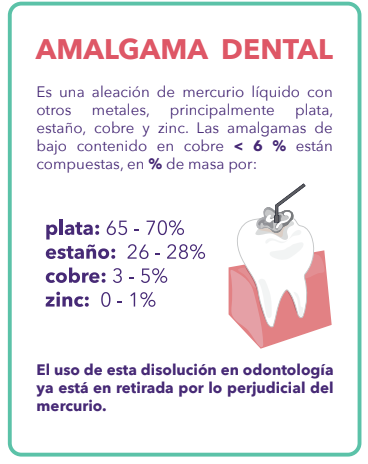 AMALGAMA DENTAL
Es una aleación de mercurio líquido con
otros metales, principalmente plata,
estaño, cobre y zinc. Las amalgamas de
bajo contenido en cobre < 6 % están
compuestas, en % de masa por:
plata: 65 - 70%
estaño: 26 - 28%
cobre: 3 - 5%
zinc: 0 - 1%
El uso de esta disolución en odontología
ya está en retirada por lo perjudicial del
mercurio.